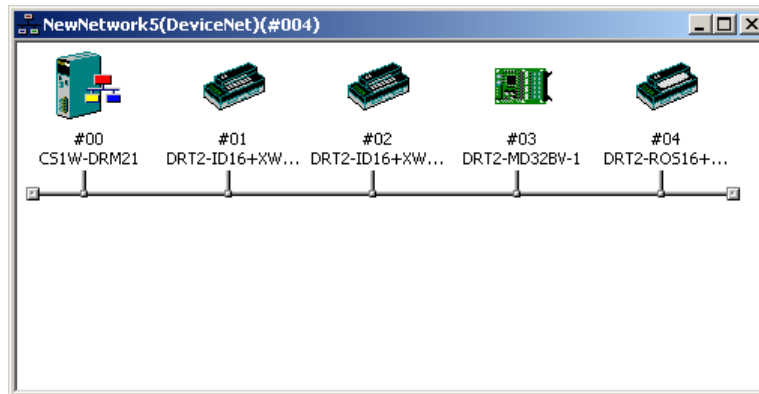 NewNetwork5(DeviceNet)(#004)
#00 #01 #02 #03 #04
CS1W-DRM21 DRT2-ID16+XW... DRT2-ID16+XW... DRT2-MD32BV-1 DRT2-ROS16+...